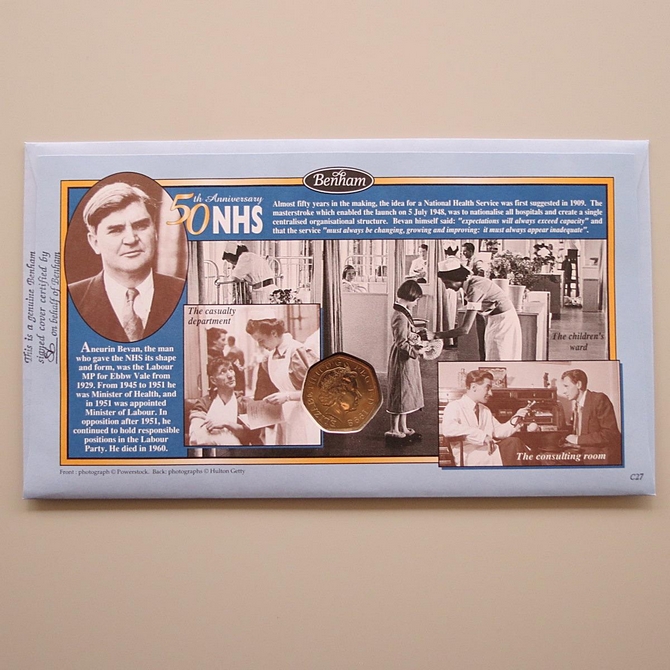 Benham
50th Anniversary
NHS
Almost fifty years in the making, the idea for a National Health Service was first suggested in 1909. The
masterstroke which enabled the launch on 5 July 1948, was to nationalise all hospitals and create a single
centralised organisational structure. Bevan himself said: "expectations will always exceed capacity" and
that the service "must always be changing, growing and improving: it must always appear inadequate".
This is a genuine Benham
signed cover certified by
on behalf of Benham
The casualty
department
The children's
ward
Aneurin Bevan, the man
who gave the NHS its shape
and form, was the Labour
MP for Ebbw Vale from
1929. From 1945 to 1951 he
was Minister of Health, and
in 1951 was appointed
Minister of Labour. In
opposition after 1951, he
continued to hold responsible
positions in the Labour
Party. He died in 1960.
The consulting room
Front : photograph © Powerstock. Back: photographs © Hulton Getty
C27